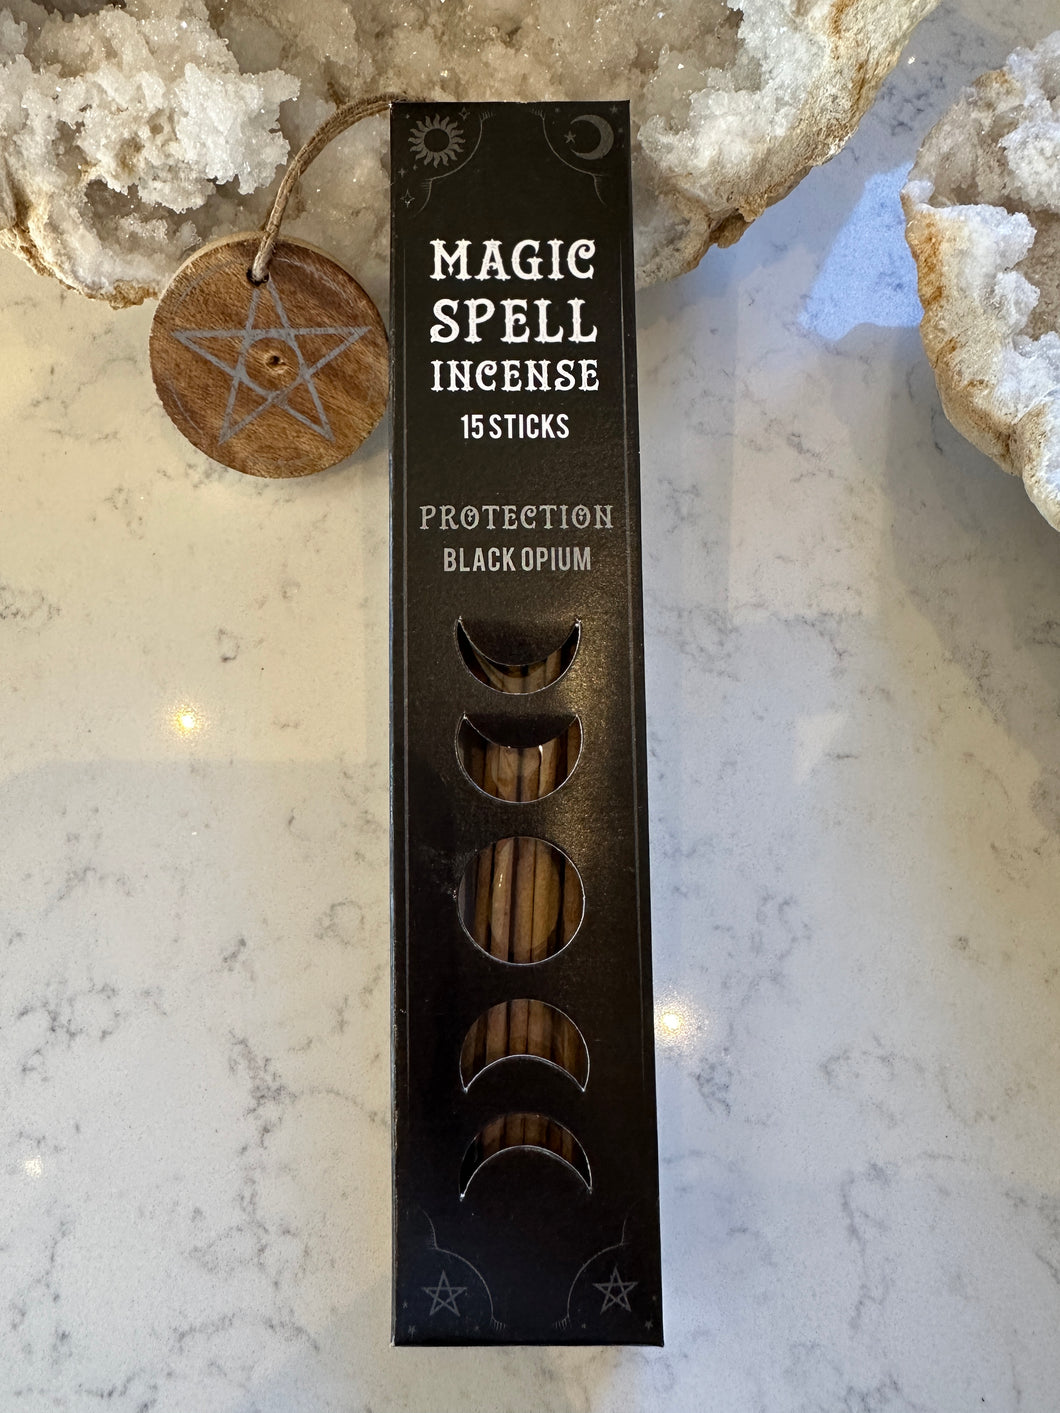 MAGIC
SPELL
INCENSE
15 STICKS
PROTECTION
BLACK OPIUM